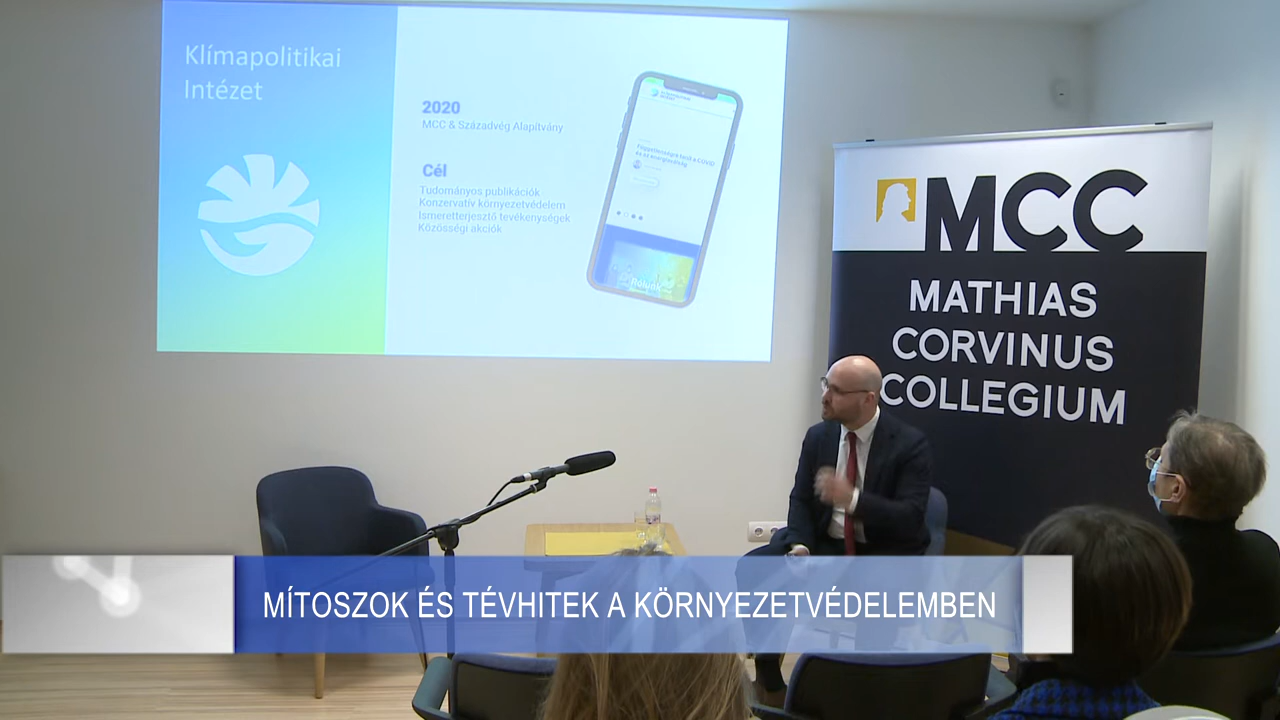 Klímapolitikai
Intézet
2020
MCC & Századvég Alapítvány
Cél
Tudományos publikációk
Konzervatív környezetvédelem
Ismeretterjesztő tevékenységek
Közösségi akciók
MCC
MATHIAS
CORVINUS
COLLEGIUM
MÍTOSZOK ÉS TÉVHITEK A KÖRNYEZETVÉDELEMBEN